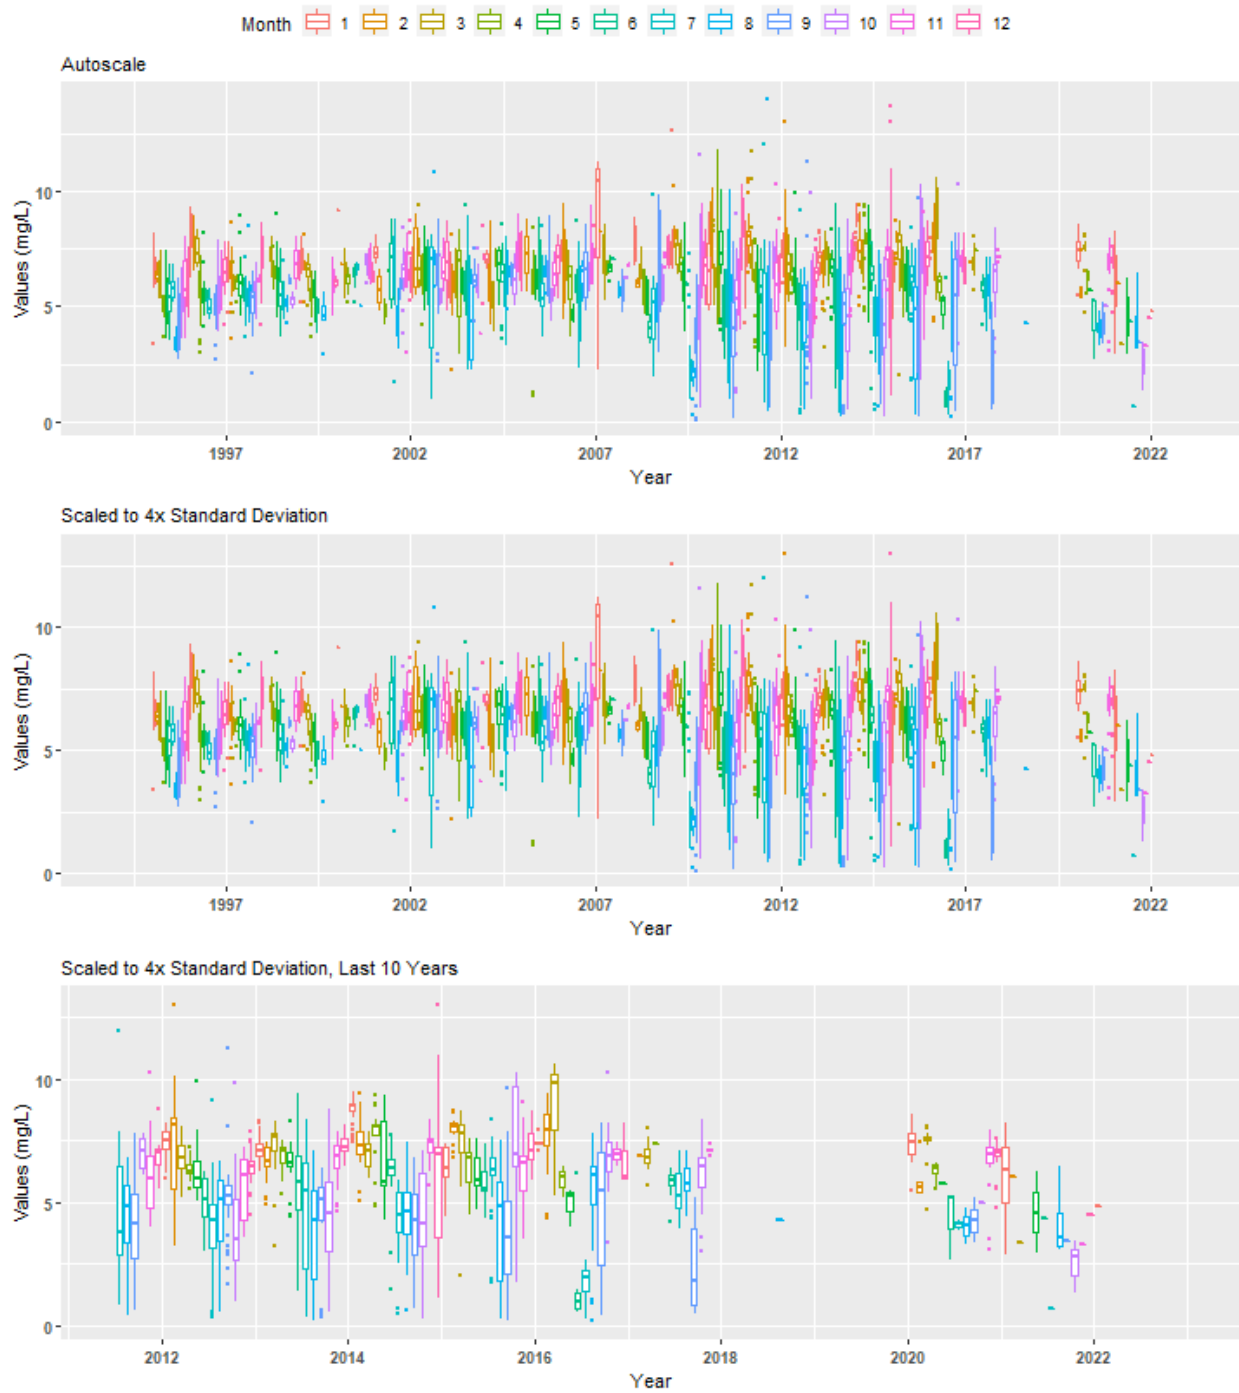 Month 1 2 3 4 5 6 7 8 9 10 11 12
Autoscale
10
5
0
Values (mg/L)
1997 2002 2007 2012 2017 2022
Year
Scaled to 4x Standard Deviation
10
5
0
Values (mg/L)
1997 2002 2007 2012 2017 2022
Year
Scaled to 4x Standard Deviation, Last 10 Years
10
5
0
Values (mg/L)
2012 2014 2016 2018 2020 2022
Year